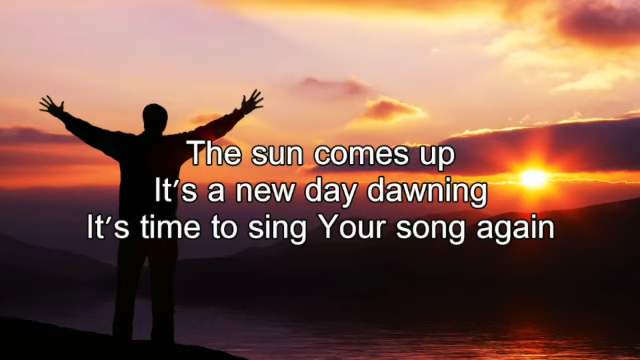 The sun comes up
It's a new day dawning
It's time to sing Your song again